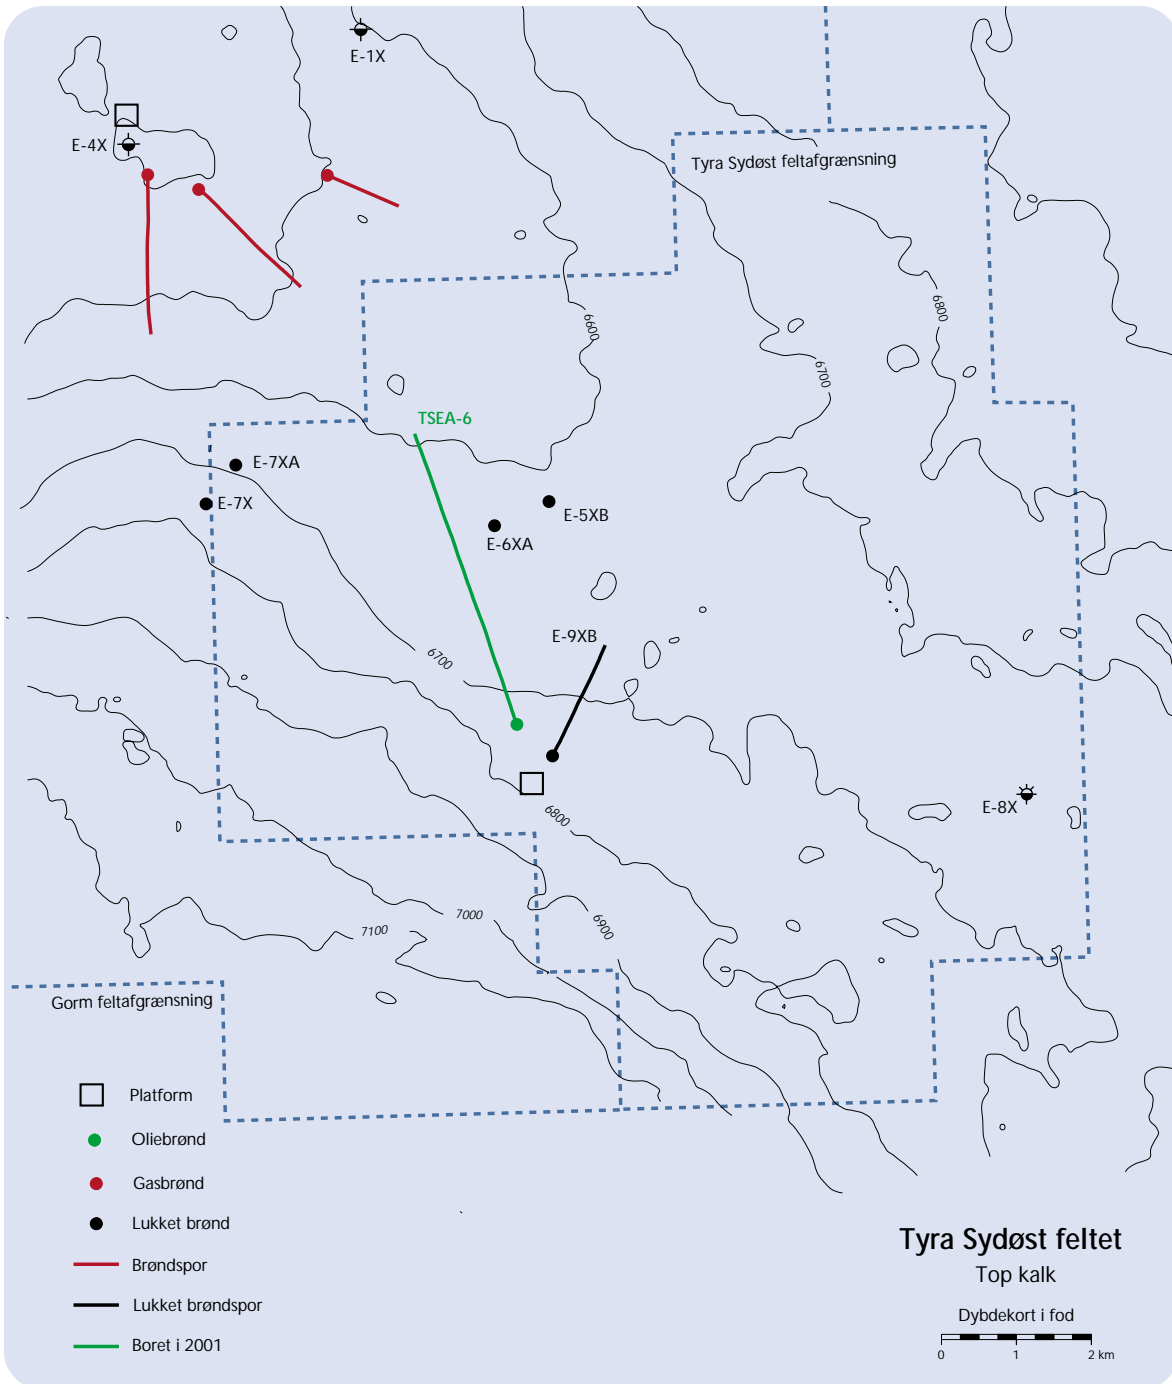 E-1X
E-4X
Tyra Sydøst feltafgrænsning
6800
6600
6700
TSEA-6
E-7XA
E-7X
E-5XB
E-6XA
E-9XB
6700
E-8X
6800
7000
6900
7100
Gorm feltafgrænsning
Platform
Oliebrønd
Gasbrønd
Lukket brønd
Brøndspor
Lukket brøndspor
Boret i 2001
Tyra Sydøst feltet
Top kalk
Dybdekort i fod
0 1 2 km